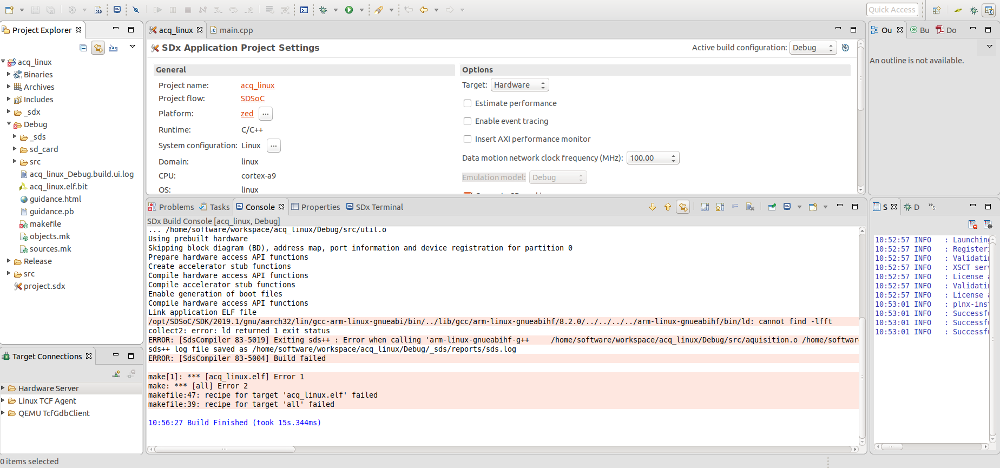 Quick Access
Project Explorer
acq_linux
Binaries
Archives
Includes
_sdx
Debug
_sds
sd_card
src
acq_linux_Debug.build.ui.log
acq_linux.elf.bit
guidance.html
guidance.pb
makefile
objects.mk
sources.mk
Release
src
project.sdx
Target Connections
Hardware Server
Linux TCF Agent
QEMU TcfGdbClient
0 items selected
acq_linux
main.cpp
SDx Application Project Settings
Active build configuration: Debug
General
Project name: acq_linux
Project flow: SDSoC
Platform: zed ...
Runtime: C/C++
System configuration: Linux ...
Domain: linux
CPU: cortex-a9
OS: linux
Options
Target: Hardware
Estimate performance
Enable event tracing
Insert AXI performance monitor
Data motion network clock frequency (MHz): 100.00
Emulation model: Debug
Problems Tasks Console Properties SDx Terminal
SDx Build Console [acq_linux, Debug]
... /home/software/workspace/acq_linux/Debug/src/util.o
Using prebuilt hardware
Skipping block diagram (BD), address map, port information and device registration for partition 0
Prepare hardware access API functions
Create accelerator stub functions
Compile hardware access API functions
Compile accelerator stub functions
Enable generation of boot files
Compile hardware access API functions
Link application ELF file
/opt/SDSoC/SDK/2019.1/gnu/aarch32/lin/gcc-arm-linux-gnueabi/bin/../lib/gcc/arm-linux-gnueabihf/8.2.0/../../../../arm-linux-gnueabihf/bin/ld: cannot find -lfft
collect2: error: ld returned 1 exit status
ERROR: [SdsCompiler 83-5019] Exiting sds++ : Error when calling 'arm-linux-gnueabihf-g++ /home/software/workspace/acq_linux/Debug/src/aquisition.o /home/softwar
sds++ log file saved as /home/software/workspace/acq_linux/Debug/_sds/reports/sds.log
ERROR: [SdsCompiler 83-5004] Build failed
make[1]: *** [acq_linux.elf] Error 1
make: *** [all] Error 2
makefile:47: recipe for target 'acq_linux.elf' failed
makefile:39: recipe for target 'all' failed
10:56:27 Build Finished (took 15s.344ms)
Ou Bu Do
An outline is not available.
S D »5
10:52:57 INFO : Launching
10:52:57 INFO : Registeri
10:52:57 INFO : Validatin
10:52:57 INFO : XSCT serv
10:52:57 INFO : License a
10:52:57 INFO : Validatin
10:52:57 INFO : License a
10:53:01 INFO : plnx-inst
10:53:01 INFO : Successfu
10:53:01 INFO : Successfu
10:53:01 INFO : Successfu